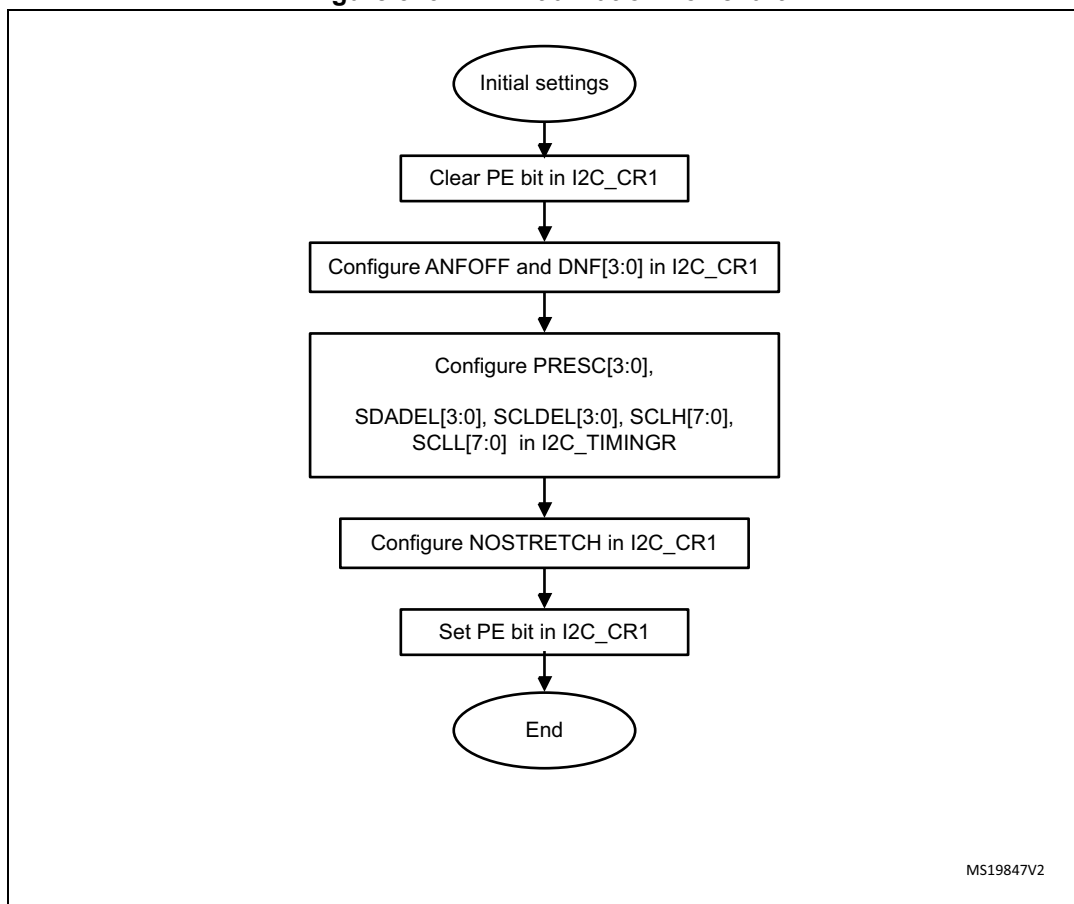 Initial settings
Clear PE bit in I2C_CR1
Configure ANFOFF and DNF[3:0] in I2C_CR1
Configure PRESC[3:0],
SDADEL[3:0], SCLDEL[3:0], SCLH[7:0],
SCLL[7:0] in I2C_TIMINGR
Configure NOSTRETCH in I2C_CR1
Set PE bit in I2C_CR1
End
MS19847V2